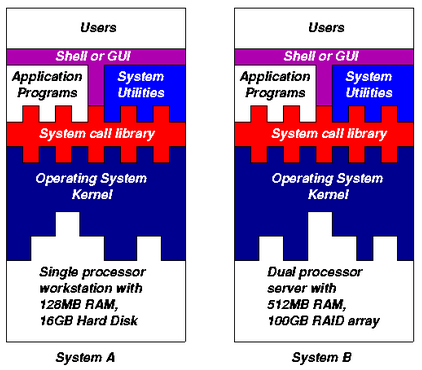 Users
Shell or GUI
Application
Programs
System
Utilities
System call library
Operating System
Kernel
Single processor
workstation with
128MB RAM,
16GB Hard Disk
System A
Users
Shell or GUI
Application
Programs
System
Utilities
System call library
Operating System
Kernel
Dual processor
server with
512MB RAM,
100GB RAID array
System B